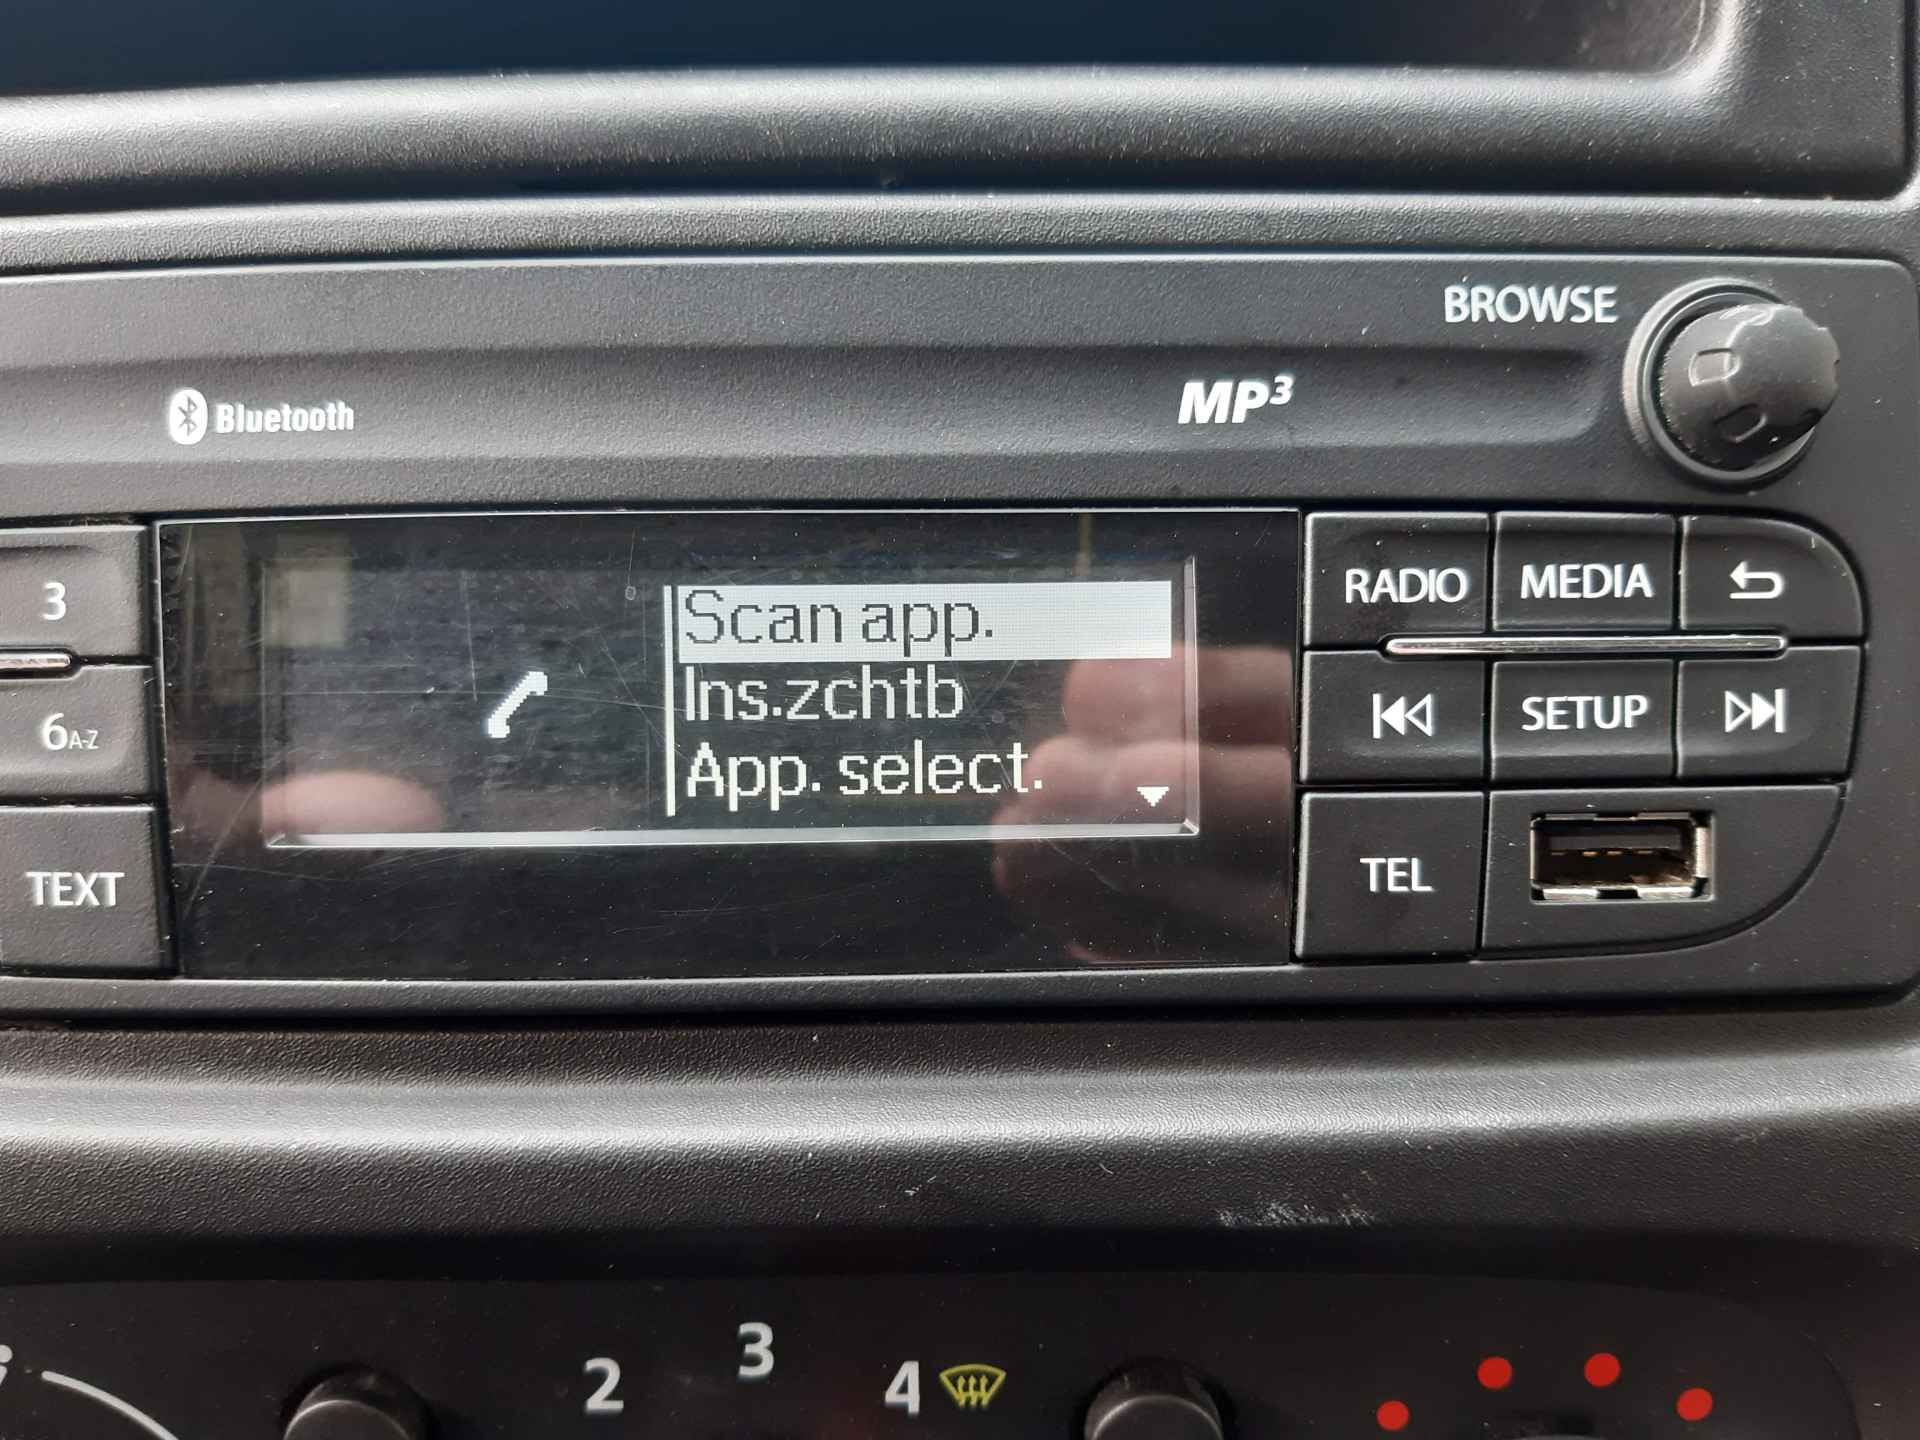 BROWSE
Bluetooth
MP3
3
RADIO
MEDIA
Scan app.
Ins.zchtb
App. select.
6A-Z
SETUP
TEXT
TEL
2
3
4